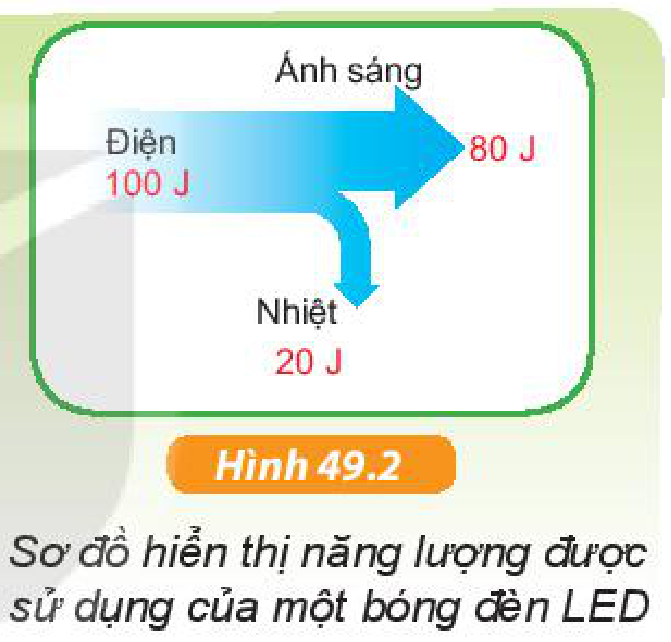 Ánh sáng
Điện
100 J
80 J
Nhiệt
20 J
Hình 49.2
Sơ đồ hiển thị năng lượng được
sử dụng của một bóng đèn LED